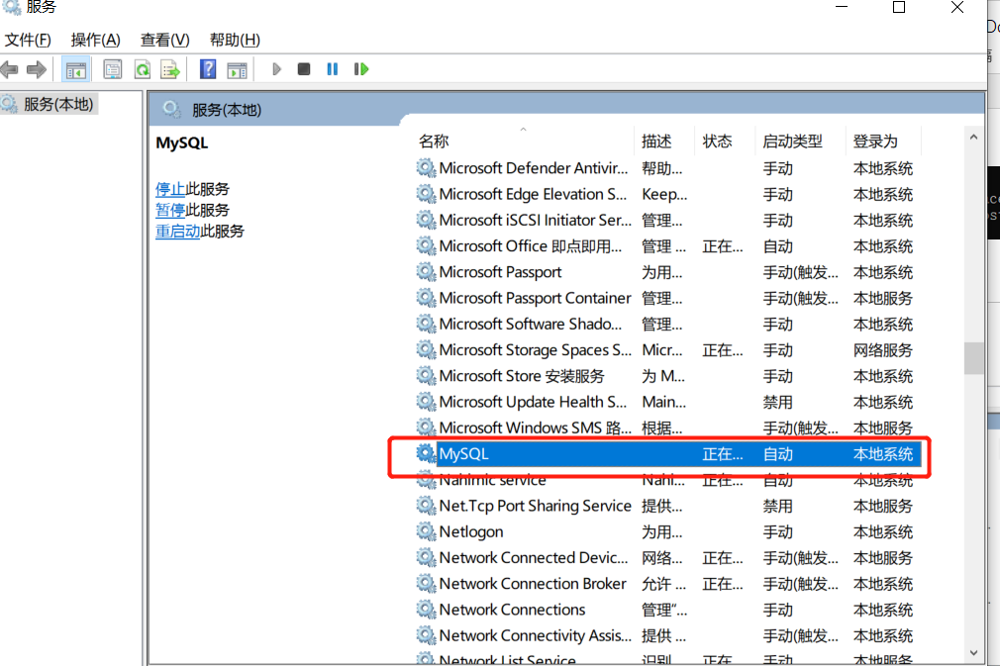 服务
文件(F) 操作(A) 查看(V) 帮助(H)
服务(本地)
服务(本地)
MySQL
停止此服务
暂停此服务
重启动此服务
名称 描述 状态 启动类型 登录为
Microsoft Defender Antivir... 帮助... 手动 本地系统
Microsoft Edge Elevation S... Keep... 手动 本地系统
Microsoft iSCSI Initiator Ser... 管理... 手动 本地系统
Microsoft Office 即点即用... 管理 ... 正在... 自动 本地系统
Microsoft Passport 为用... 手动(触发... 本地系统
Microsoft Passport Container 管理... 手动(触发... 本地服务
Microsoft Software Shado... 管理... 手动 本地系统
Microsoft Storage Spaces S... Micr... 正在... 手动 网络服务
Microsoft Store 安装服务 为 M... 手动 本地系统
Microsoft Update Health S... Main... 禁用 本地系统
Microsoft Windows SMS 路... 根据... 手动(触发... 本地服务
MySQL 正在... 自动 本地系统
Nahimic service Nahi... 正在... 自动 本地系统
Net.Tcp Port Sharing Service 提供... 禁用 本地服务
Netlogon 为用... 手动 本地系统
Network Connected Devic... 网络... 正在... 手动(触发... 本地服务
Network Connection Broker 允许 ... 正在... 手动(触发... 本地系统
Network Connections 管理“... 手动 本地系统
Network Connectivity Assis... 提供 ... 手动(触发... 本地系统
Network List Service 识别 正在 手动 本地服务